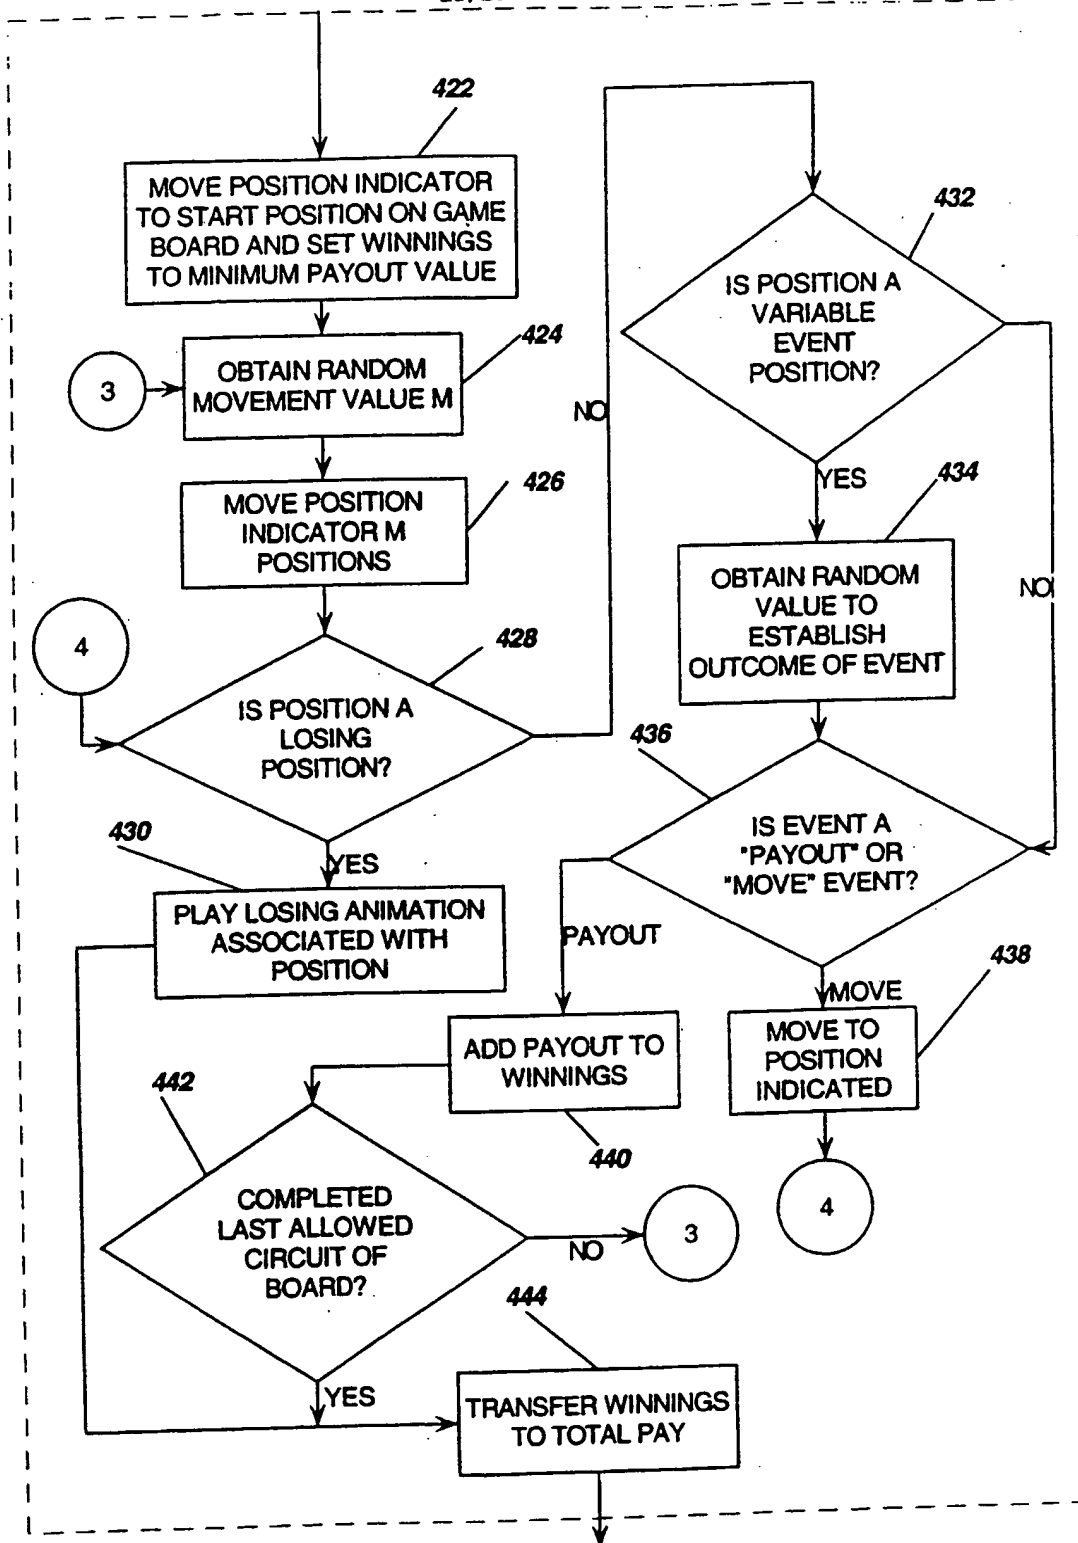 422
MOVE POSITION INDICATOR
TO START POSITION ON GAME
BOARD AND SET WINNINGS
TO MINIMUM PAYOUT VALUE
424
3
OBTAIN RANDOM
MOVEMENT VALUE M
426
MOVE POSITION
INDICATOR M
POSITIONS
4
428
IS POSITION A
LOSING
POSITION?
NO
430
YES
PLAY LOSING ANIMATION
ASSOCIATED WITH
POSITION
432
IS POSITION A
VARIABLE
EVENT
POSITION?
YES
NO
434
OBTAIN RANDOM
VALUE TO
ESTABLISH
OUTCOME OF EVENT
436
IS EVENT A
"PAYOUT" OR
"MOVE" EVENT?
PAYOUT
MOVE
438
MOVE TO
POSITION
INDICATED
4
ADD PAYOUT TO
WINNINGS
440
442
COMPLETED
LAST ALLOWED
CIRCUIT OF
BOARD?
NO
3
YES
444
TRANSFER WINNINGS
TO TOTAL PAY